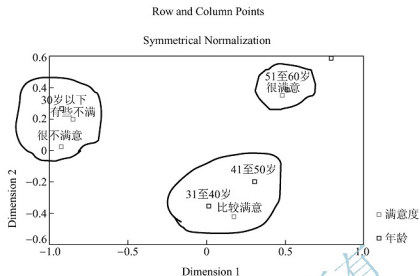 Row and Column Points
Symmetrical Normalization
0.6
0.4
0.2
0
−0.2
−0.4
−0.6
Dimension 2
51至60岁
很满意
30岁以下
有些不满
很不满意
41至50岁
31至40岁
比较满意
−1.0
−0.5
0
0.5
1.0
Dimension 1
满意度
年龄